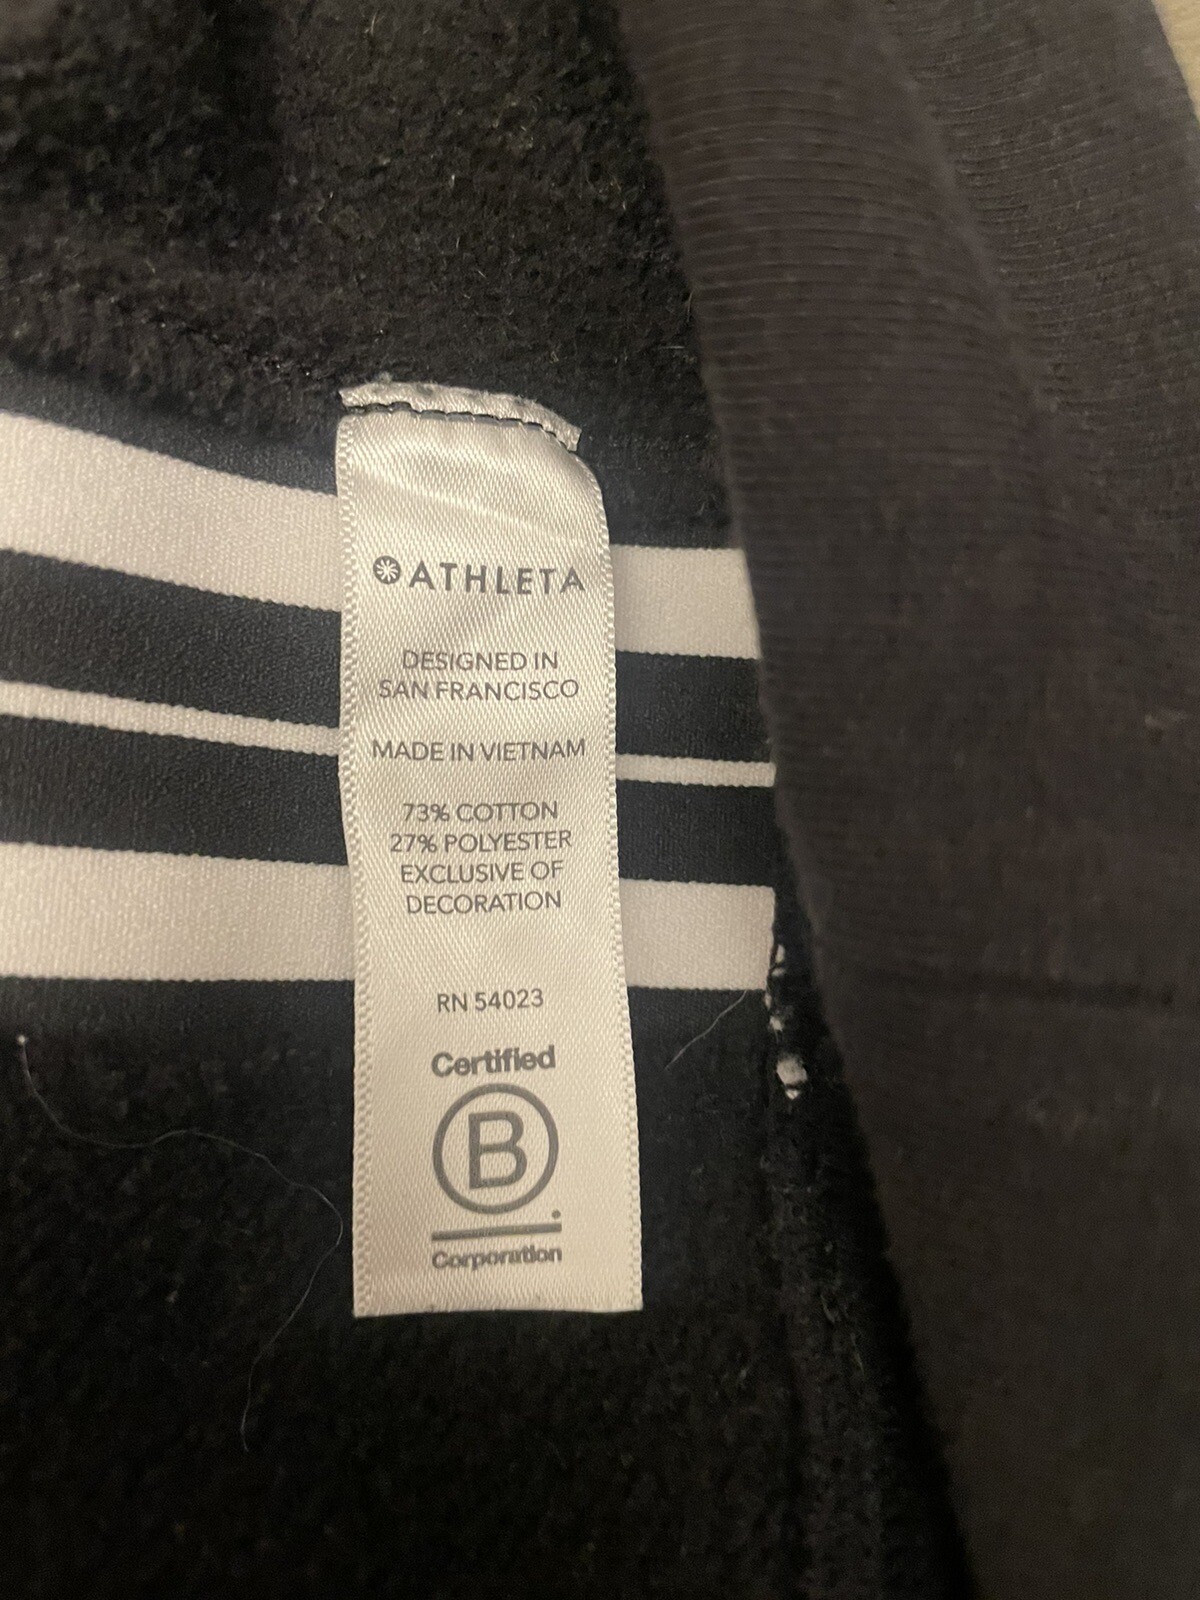 ATHLETA
DESIGNED IN
SAN FRANCISCO
MADE IN VIETNAM
73% COTTON
27% POLYESTER
EXCLUSIVE OF
DECORATION
RN 54023
Certified
B
Corporation